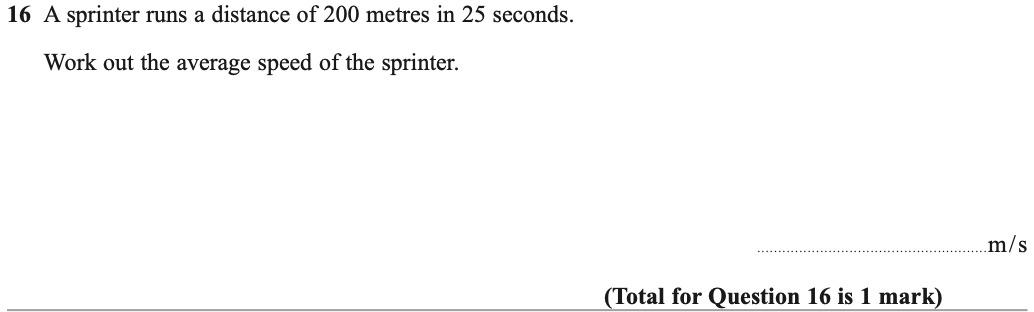 16 A sprinter runs a distance of 200 metres in 25 seconds.
Work out the average speed of the sprinter.
......................................................m/s
(Total for Question 16 is 1 mark)